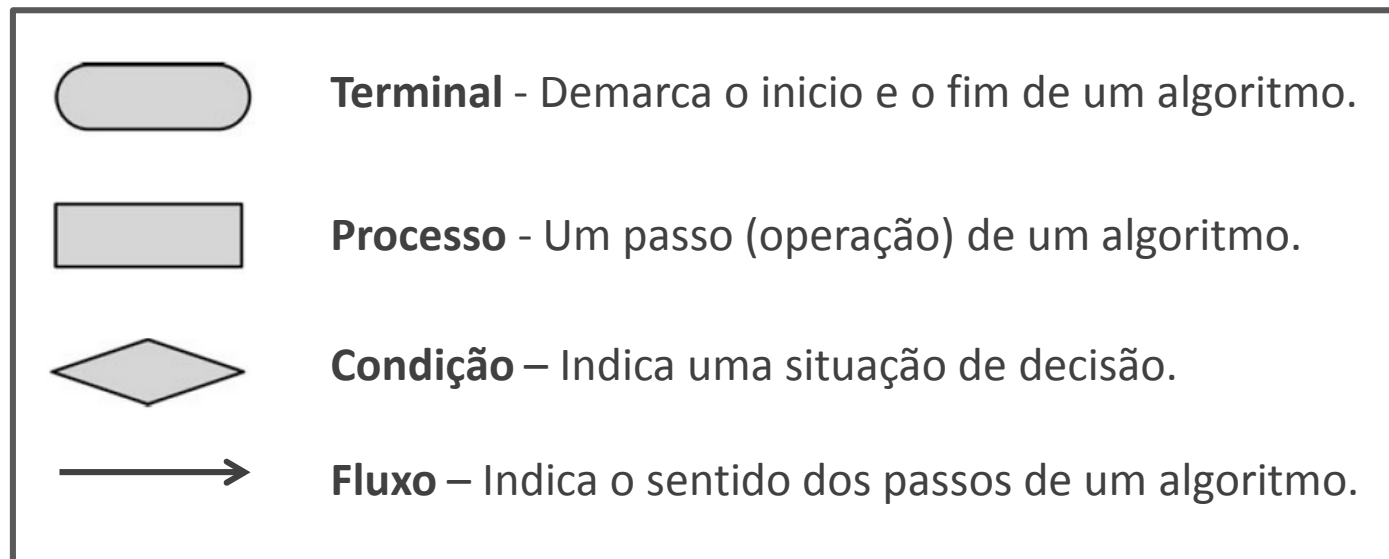 Terminal - Demarca o inicio e o fim de um algoritmo.
Processo - Um passo (operação) de um algoritmo.
Condição – Indica uma situação de decisão.
Fluxo – Indica o sentido dos passos de um algoritmo.